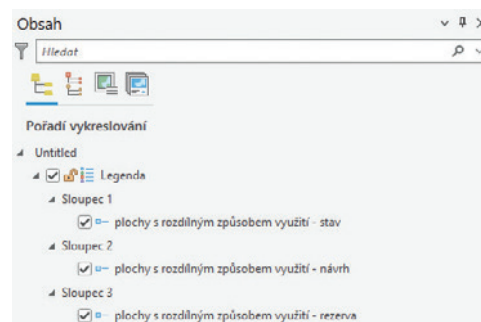 Obsah
Hledat
Pořadí vykreslování
Untitled
Legenda
Sloupec 1
plochy s rozdílným způsobem využití - stav
Sloupec 2
plochy s rozdílným způsobem využití - návrh
Sloupec 3
plochy s rozdílným způsobem využití - rezerva